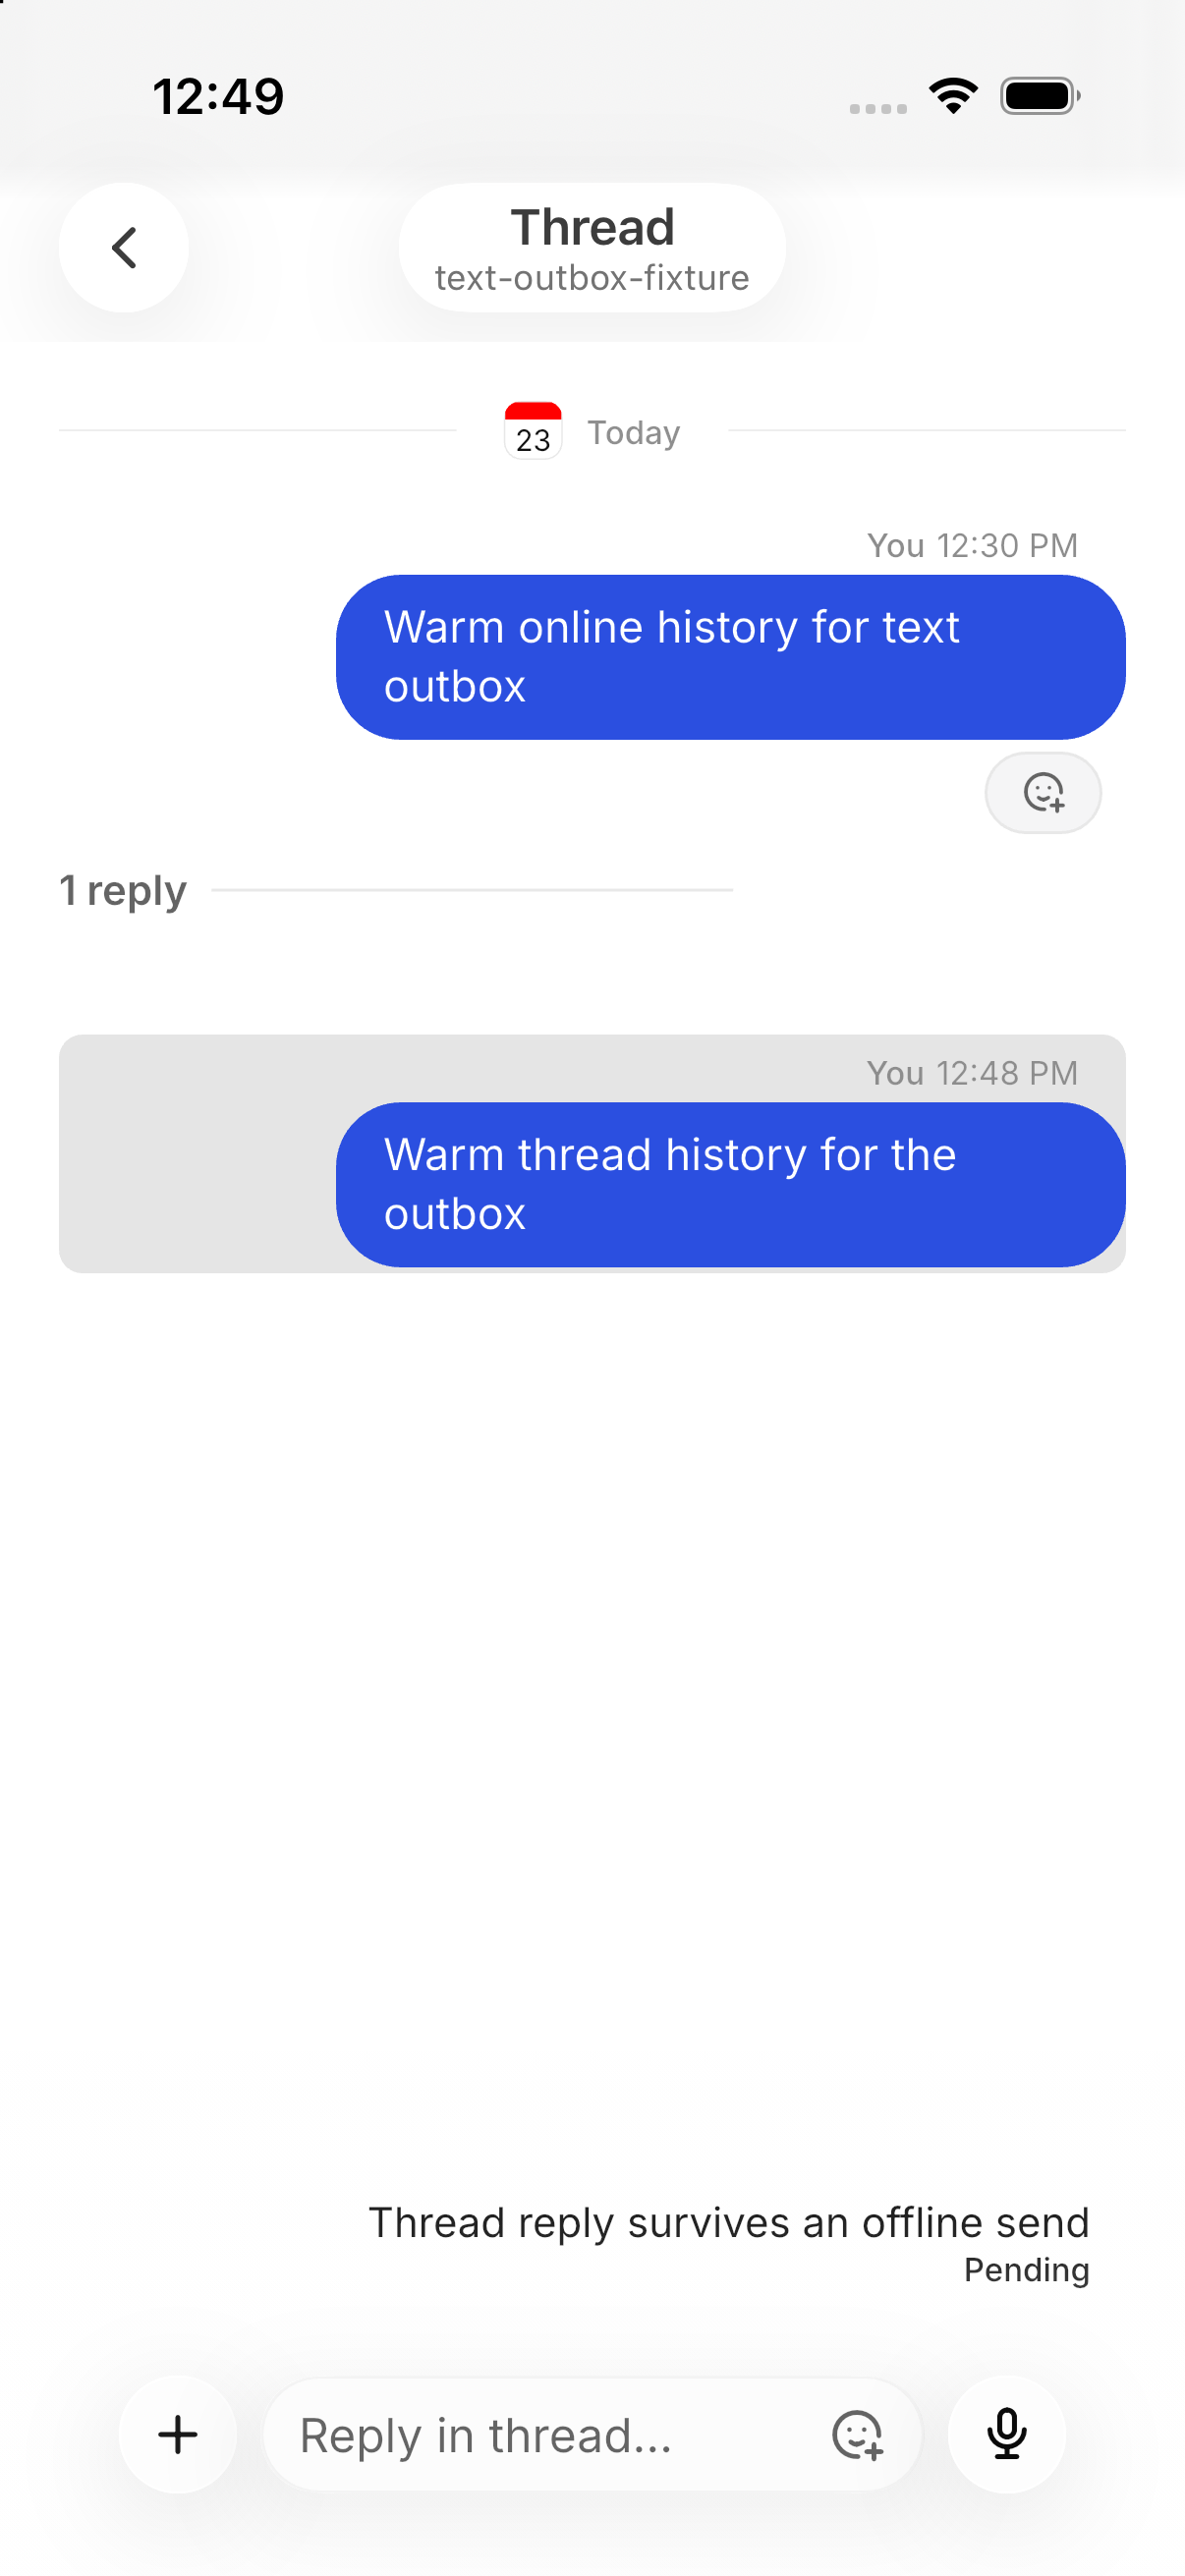 12:49
Thread
text-outbox-fixture
23 Today
You 12:30 PM
Warm online history for text
outbox
1 reply
You 12:48 PM
Warm thread history for the
outbox
Thread reply survives an offline send
Pending
Reply in thread...